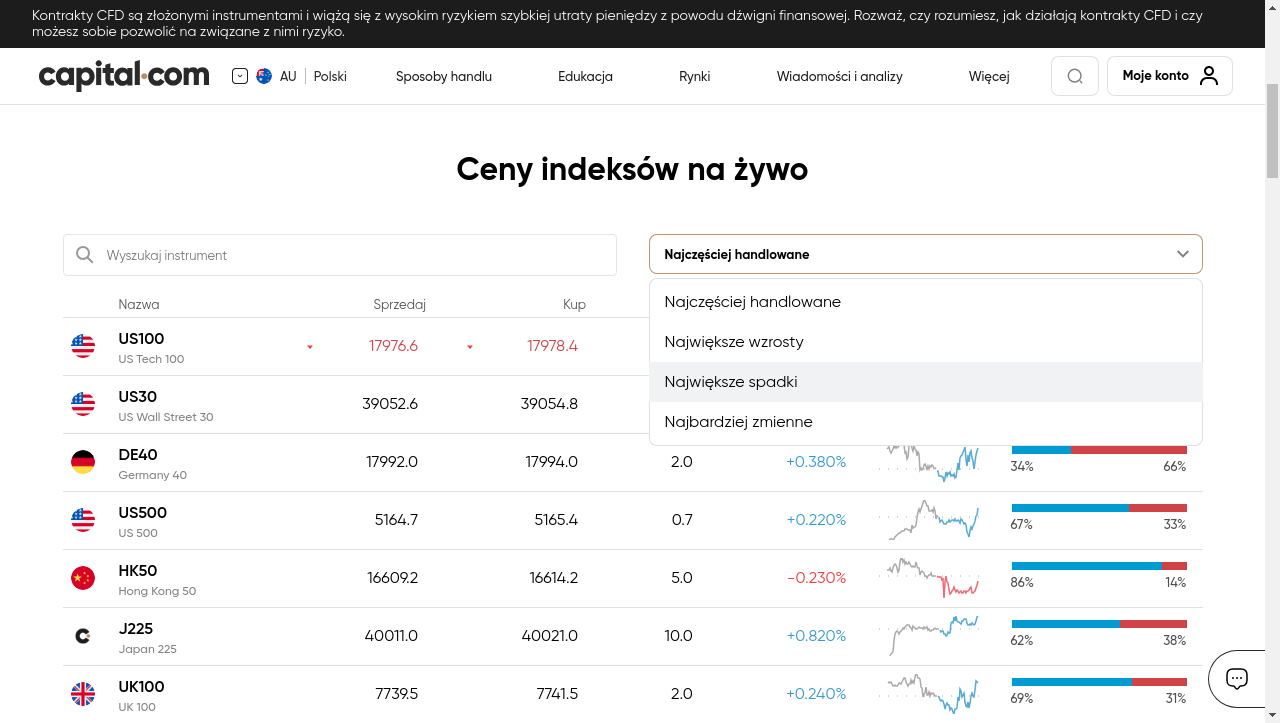 Kontrakty CFD są złożonymi instrumentami i wiążą się z wysokim ryzykiem szybkiej utraty pieniędzy z powodu dźwigni finansowej. Rozważ, czy rozumiesz, jak działają kontrakty CFD i czy
możesz sobie pozwolić na związane z nimi ryzyko.
capital.com AU Polski Sposoby handlu Edukacja Rynki Wiadomości i analizy Więcej Moje konto
Ceny indeksów na żywo
Wyszukaj instrument
Najczęściej handlowane
Najczęściej handlowane
Największe wzrosty
Największe spadki
Najbardziej zmienne
Nazwa Sprzedaj Kup
US100 17976.6 17978.4
US Tech 100
US30 39052.6 39054.8
US Wall Street 30
DE40 17992.0 17994.0 2.0 +0.380% 34% 66%
Germany 40
US500 5164.7 5165.4 0.7 +0.220% 67% 33%
US 500
HK50 16609.2 16614.2 5.0 -0.230% 86% 14%
Hong Kong 50
J225 40011.0 40021.0 10.0 +0.820% 62% 38%
Japan 225
UK100 7739.5 7741.5 2.0 +0.240% 69% 31%
UK 100